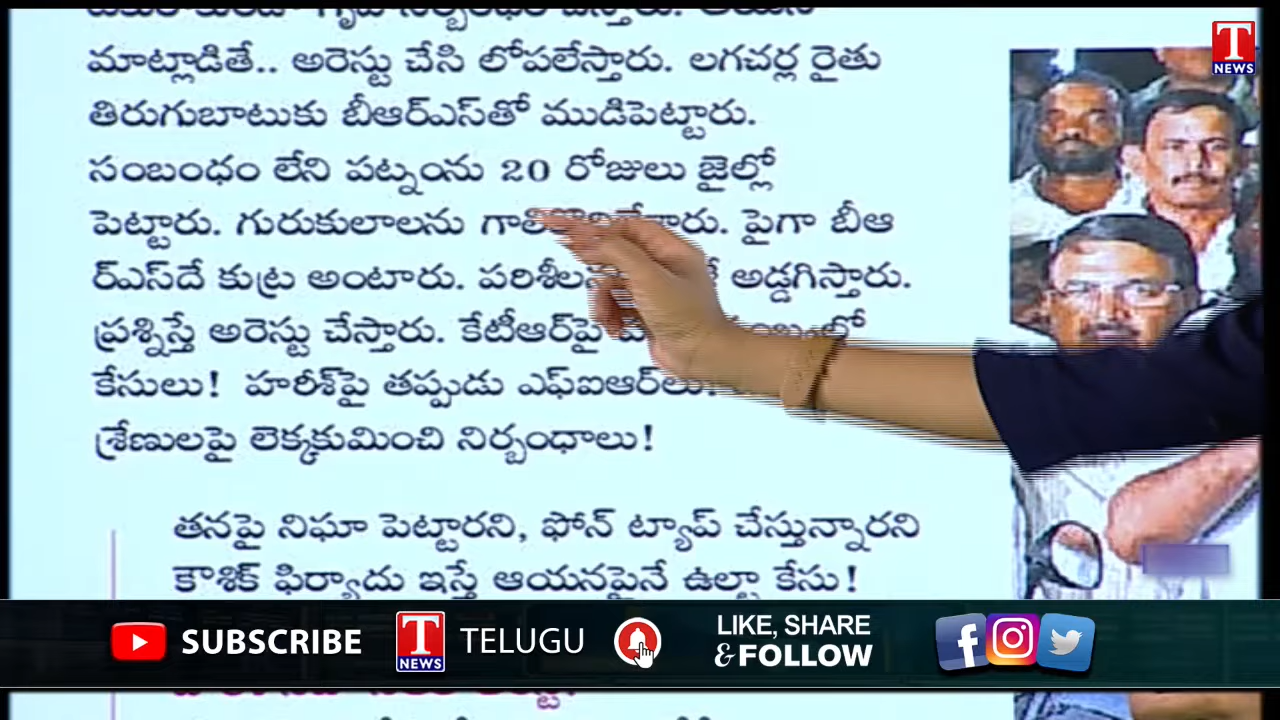 మాట్లాడితే.. అరెస్టు చేసి లోపలేస్తారు. లగచర్ల రైతు
తిరుగుబాటుకు బీఆర్ఎస్‌తో ముడిపెట్టారు.
సంబంధం లేని పట్నంను 20 రోజులు జైల్లో
పెట్టారు. గురుకులాలను పైగా బీఆ
ర్ఎస్‌దే కుట్ర అంటారు. అడ్డగిస్తారు.
ప్రశ్నిస్తే అరెస్టు చేస్తారు. కేటీఆర్‌పై
కేసులు! హరీశ్‌పై తప్పుడు ఎఫ్ఐఆర్‌లు.
శ్రేణులపై లెక్కకుమించి నిర్బంధాలు!
తనపై నిఘా పెట్టారని, ఫోన్ ట్యాప్ చేస్తున్నారని
కౌశిక్ ఫిర్యాదు ఇస్తే ఆయనపైనే ఉల్టా కేసు!
T NEWS
SUBSCRIBE
T NEWS
TELUGU
LIKE, SHARE
& FOLLOW